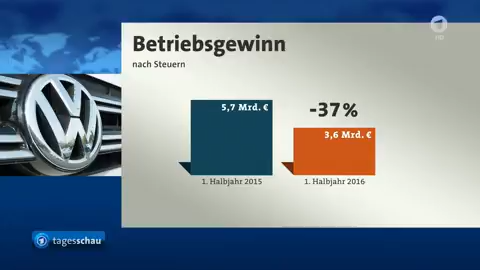 Betriebsgewinn
nach Steuern
5,7 Mrd. €
-37%
3,6 Mrd. €
1. Halbjahr 2015
1. Halbjahr 2016
tagesschau